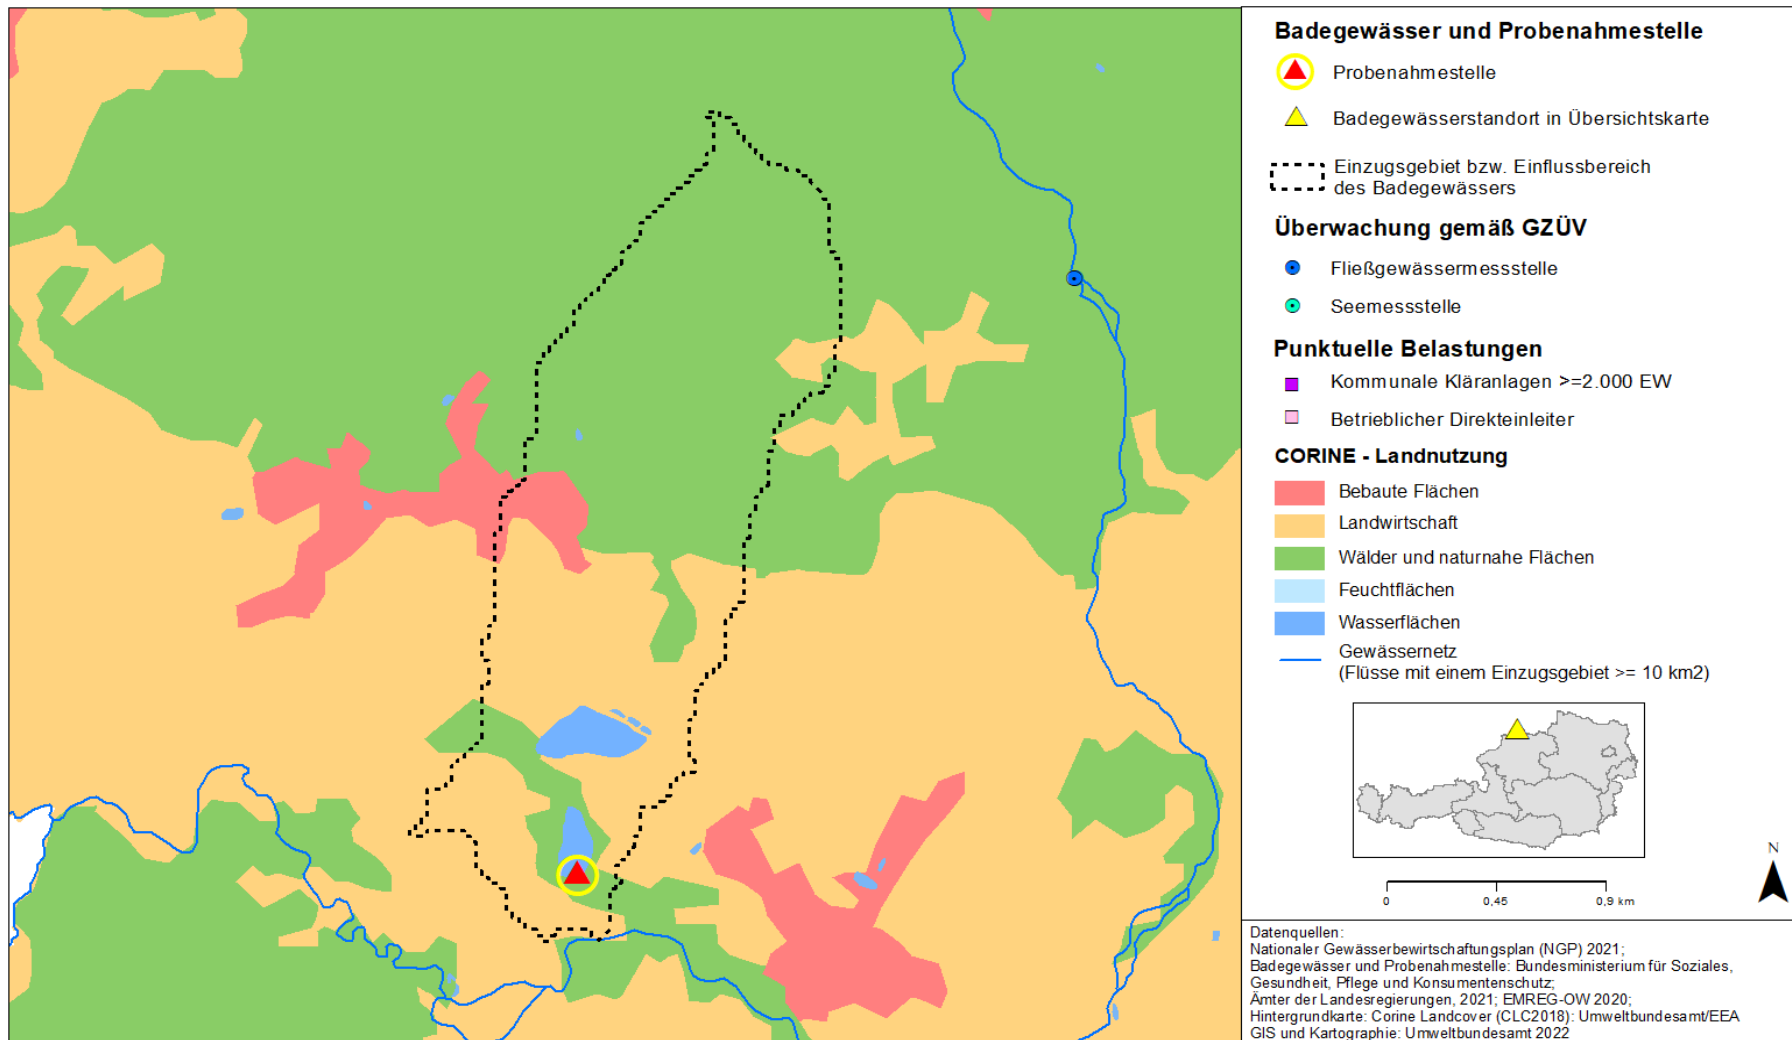 Badegewässer und Probenahmestelle
Probenahmestelle
Badegewässerstandort in Übersichtskarte
Einzugsgebiet bzw. Einflussbereich
des Badegewässers
Überwachung gemäß GZÜV
Fließgewässermessstelle
Seemessstelle
Punktuelle Belastungen
Kommunale Kläranlagen >=2.000 EW
Betrieblicher Direkteinleiter
CORINE - Landnutzung
Bebaute Flächen
Landwirtschaft
Wälder und naturnahe Flächen
Feuchtflächen
Wasserflächen
Gewässernetz
(Flüsse mit einem Einzugsgebiet >= 10 km2)
N
0 0,45 0,9 km
Datenquellen:
Nationaler Gewässerbewirtschaftungsplan (NGP) 2021;
Badegewässer und Probenahmestelle: Bundesministerium für Soziales,
Gesundheit, Pflege und Konsumentenschutz;
Ämter der Landesregierungen, 2021; EMREG-OW 2020;
Hintergrundkarte: Corine Landcover (CLC2018): Umweltbundesamt/EEA
GIS und Kartographie: Umweltbundesamt 2022